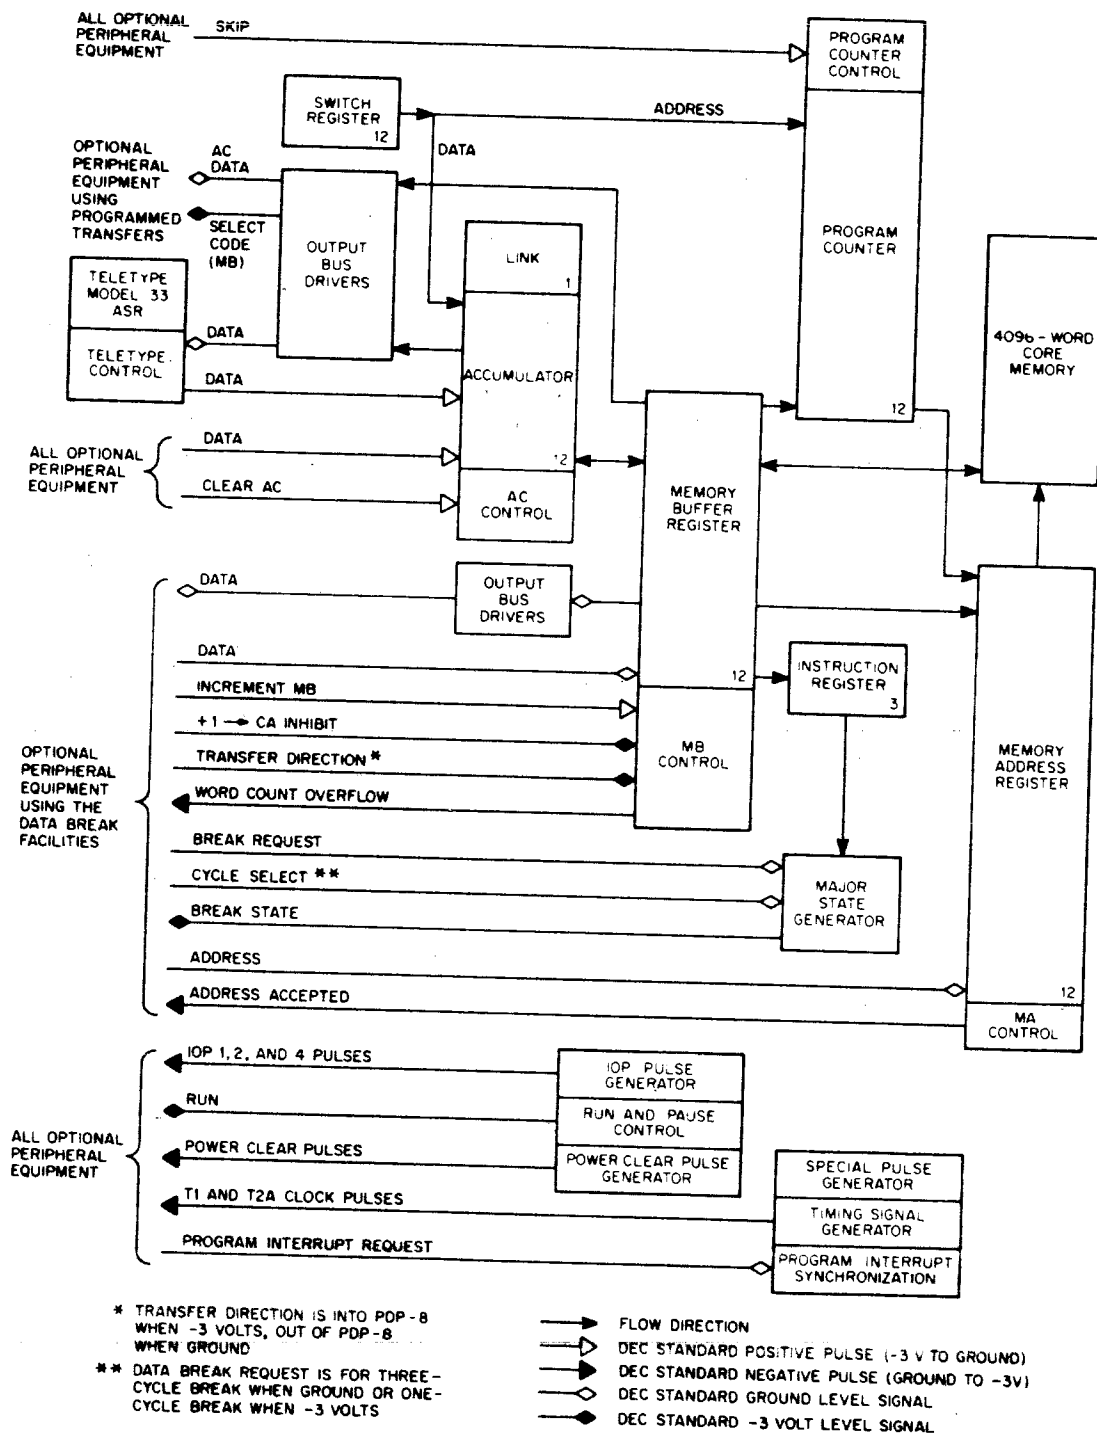 ALL OPTIONAL
PERIPHERAL
EQUIPMENT
SKIP
PROGRAM
COUNTER
CONTROL
SWITCH
REGISTER
12
ADDRESS
DATA
OPTIONAL
PERIPHERAL
EQUIPMENT
USING
PROGRAMMED
TRANSFERS
AC
DATA
SELECT
CODE
(MB)
OUTPUT
BUS
DRIVERS
LINK
1
PROGRAM
COUNTER
12
TELETYPE
MODEL 33
ASR
TELETYPE
CONTROL
DATA
DATA
ACCUMULATOR
12
4096-WORD
CORE
MEMORY
ALL OPTIONAL
PERIPHERAL
EQUIPMENT
DATA
CLEAR AC
AC
CONTROL
MEMORY
BUFFER
REGISTER
12
DATA
OUTPUT
BUS
DRIVERS
DATA
INCREMENT MB
+1 → CA INHIBIT
TRANSFER DIRECTION *
WORD COUNT OVERFLOW
MB
CONTROL
INSTRUCTION
REGISTER
3
MEMORY
ADDRESS
REGISTER
12
OPTIONAL
PERIPHERAL
EQUIPMENT
USING THE
DATA BREAK
FACILITIES
BREAK REQUEST
CYCLE SELECT **
BREAK STATE
MAJOR
STATE
GENERATOR
ADDRESS
ADDRESS ACCEPTED
MA
CONTROL
ALL OPTIONAL
PERIPHERAL
EQUIPMENT
IOP 1, 2, AND 4 PULSES
RUN
POWER CLEAR PULSES
T1 AND T2A CLOCK PULSES
PROGRAM INTERRUPT REQUEST
IOP PULSE
GENERATOR
RUN AND PAUSE
CONTROL
POWER CLEAR PULSE
GENERATOR
SPECIAL PULSE
GENERATOR
TIMING SIGNAL
GENERATOR
PROGRAM INTERRUPT
SYNCHRONIZATION
* TRANSFER DIRECTION IS INTO PDP-8
WHEN -3 VOLTS, OUT OF PDP-8
WHEN GROUND
** DATA BREAK REQUEST IS FOR THREE-
CYCLE BREAK WHEN GROUND OR ONE-
CYCLE BREAK WHEN -3 VOLTS
FLOW DIRECTION
DEC STANDARD POSITIVE PULSE (-3 V TO GROUND)
DEC STANDARD NEGATIVE PULSE (GROUND TO -3V)
DEC STANDARD GROUND LEVEL SIGNAL
DEC STANDARD -3 VOLT LEVEL SIGNAL